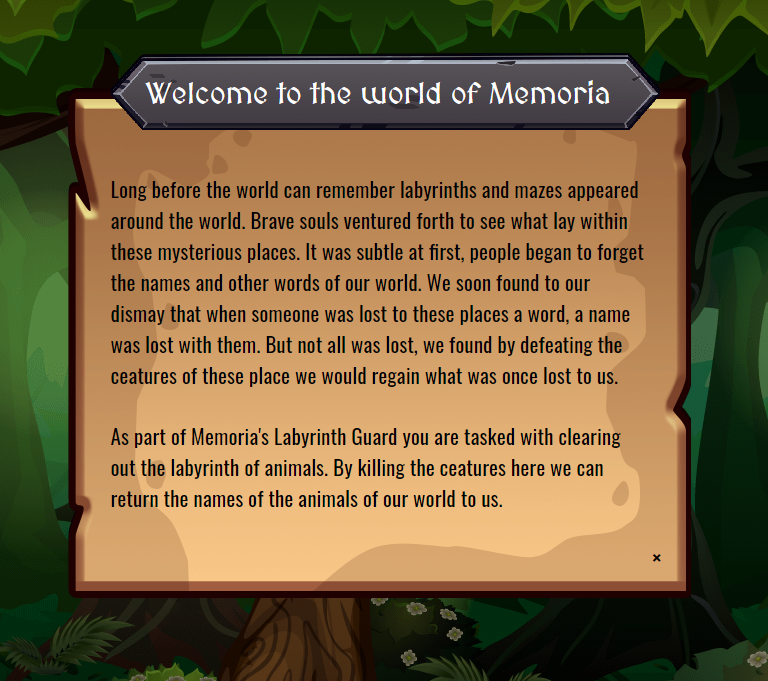 Welcome to the world of Memoria
Long before the world can remember labyrinths and mazes appeared
around the world. Brave souls ventured forth to see what lay within
these mysterious places. It was subtle at first, people began to forget
the names and other words of our world. We soon found to our
dismay that when someone was lost to these places a word, a name
was lost with them. But not all was lost, we found by defeating the
ceatures of these place we would regain what was once lost to us.
As part of Memoria's Labyrinth Guard you are tasked with clearing
out the labyrinth of animals. By killing the ceatures here we can
return the names of the animals of our world to us.
×